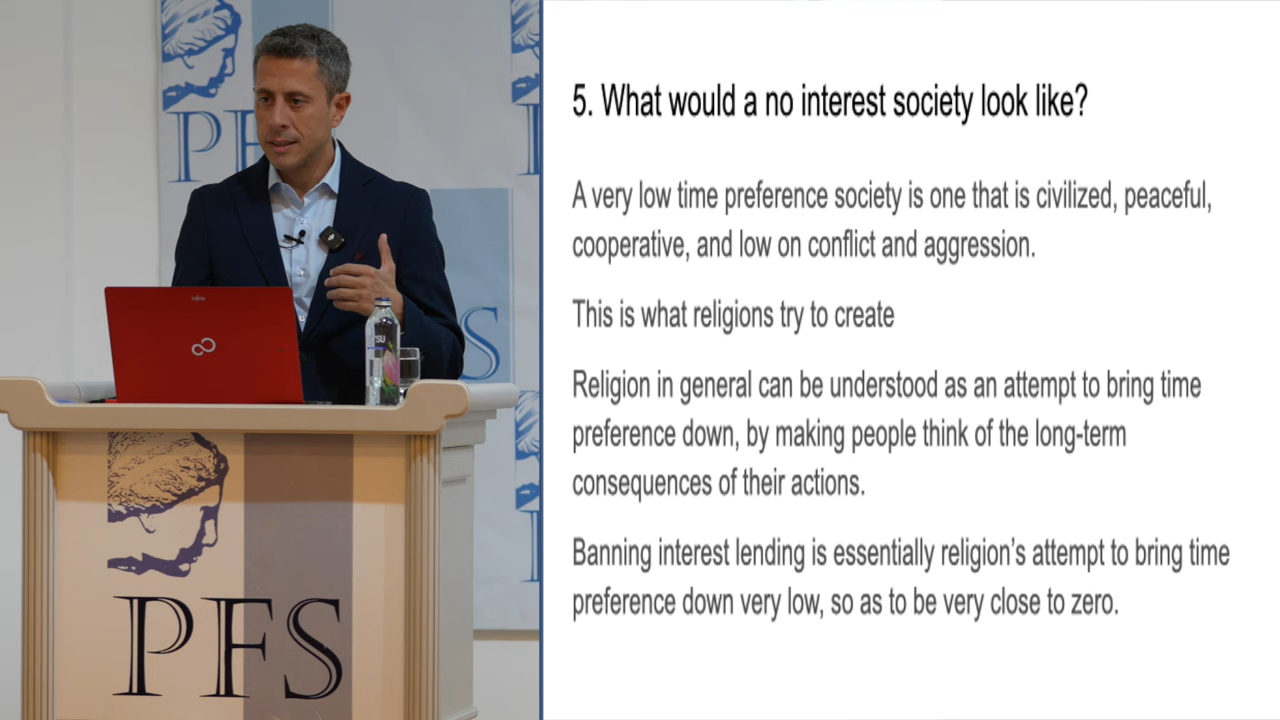 PF
P
S
SU
PFS
5. What would a no interest society look like?
A very low time preference society is one that is civilized, peaceful,
cooperative, and low on conflict and aggression.
This is what religions try to create
Religion in general can be understood as an attempt to bring time
preference down, by making people think of the long-term
consequences of their actions.
Banning interest lending is essentially religion’s attempt to bring time
preference down very low, so as to be very close to zero.